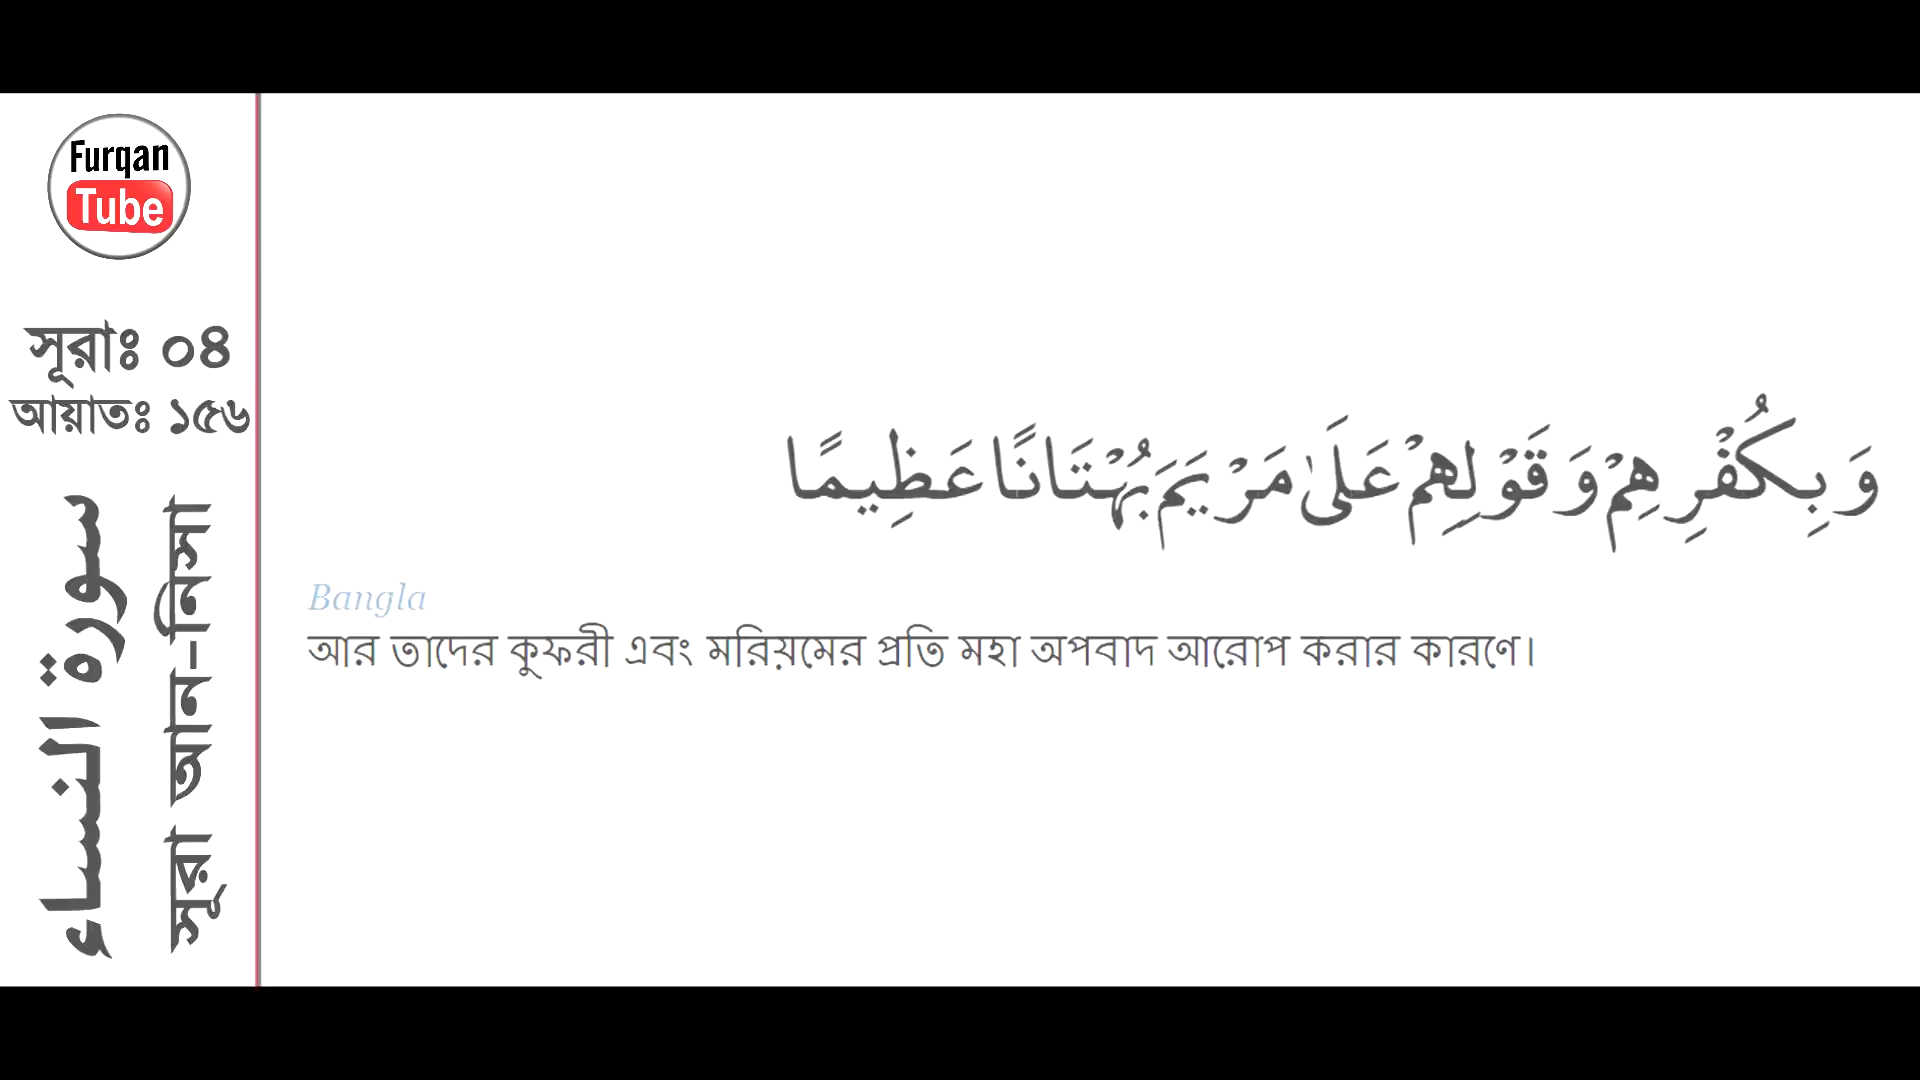 Furqan
Tube
সূরাঃ ০৪
আয়াতঃ ১৫৬
سورة النساء
সূরা আন-নিসা
وَبِكُفْرِهِمْ وَقَوْلِهِمْ عَلَىٰ مَرْيَمَ بُهْتَانًا عَظِيمًا
Bangla
আর তাদের কুফরী এবং মরিয়মের প্রতি মহা অপবাদ আরোপ করার কারণে।